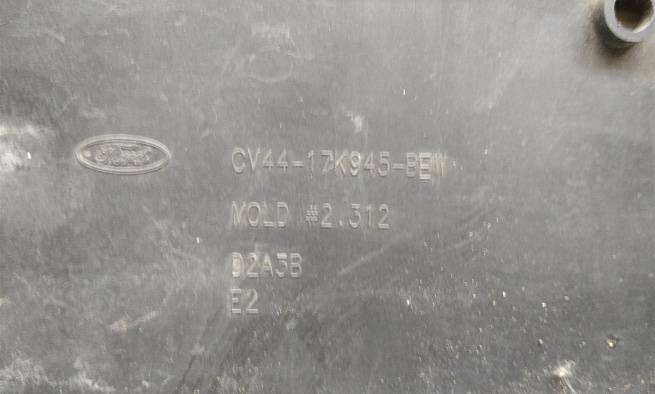 Ford
CV44-17K945-BEW
MOLD #2.312
D2A3B
E2